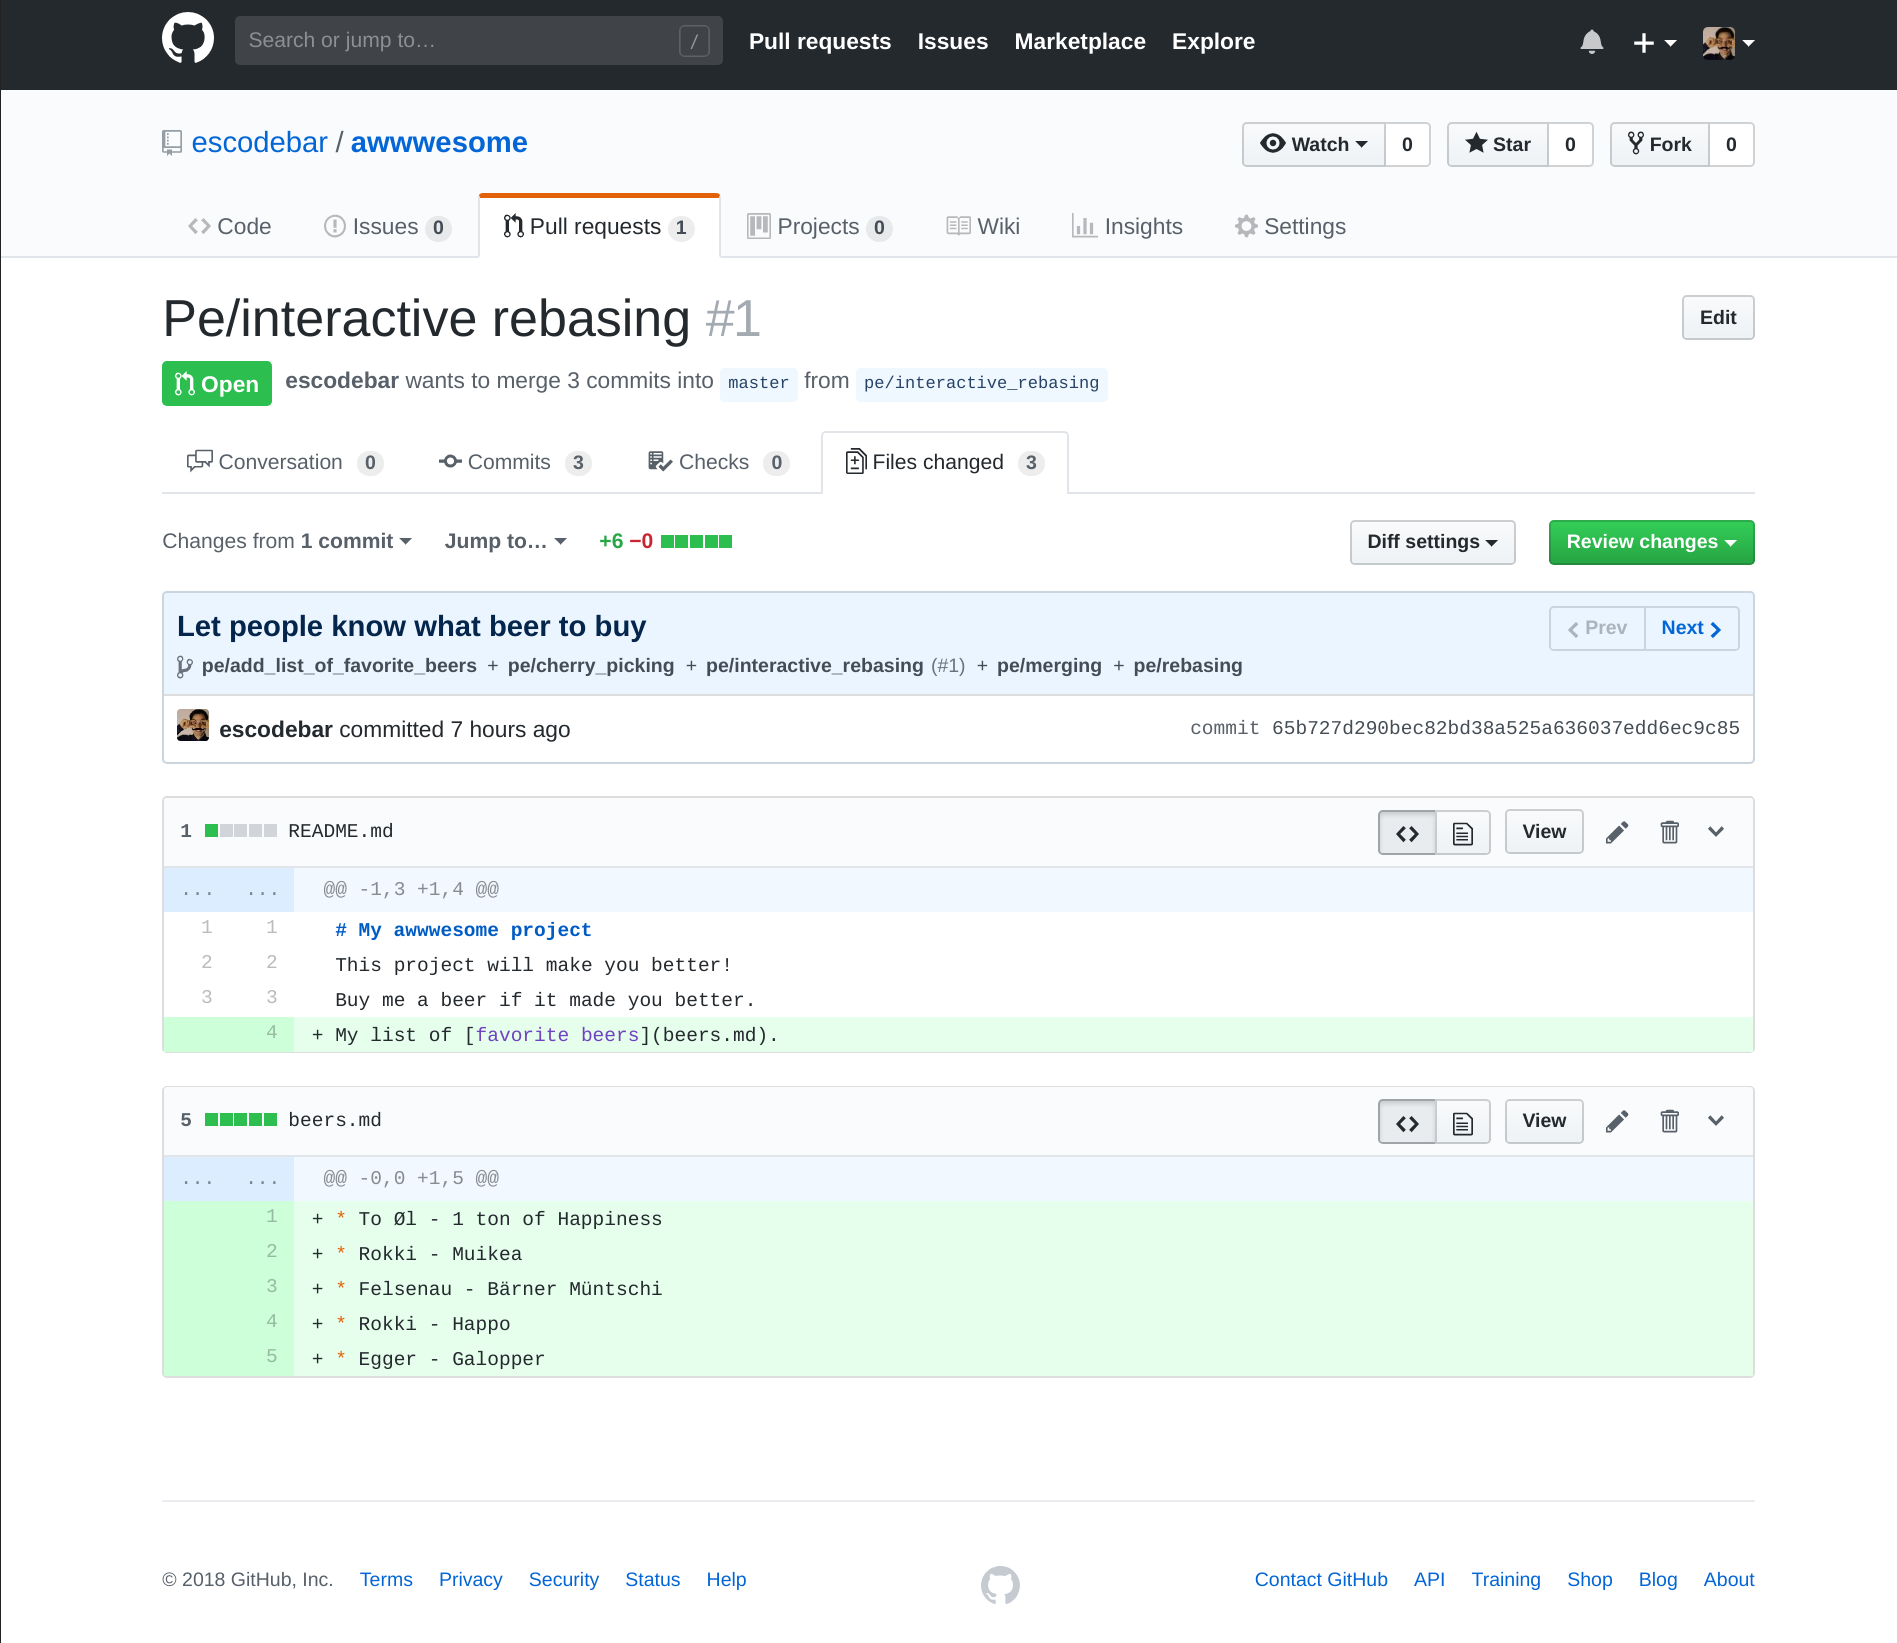 Search or jump to… /
Pull requests Issues Marketplace Explore
escodebar / awwwesome
Watch 0 Star 0 Fork 0
Code Issues 0 Pull requests 1 Projects 0 Wiki Insights Settings
Pe/interactive rebasing #1
Edit
Open escodebar wants to merge 3 commits into master from pe/interactive_rebasing
Conversation 0 Commits 3 Checks 0 Files changed 3
Changes from 1 commit Jump to… +6 −0
Diff settings Review changes
Let people know what beer to buy
Prev Next
pe/add_list_of_favorite_beers + pe/cherry_picking + pe/interactive_rebasing (#1) + pe/merging + pe/rebasing
escodebar committed 7 hours ago
commit 65b727d290bec82bd38a525a636037edd6ec9c85
1 README.md
View
... ... @@ -1,3 +1,4 @@
1 1 # My awwwesome project
2 2 This project will make you better!
3 3 Buy me a beer if it made you better.
4 + My list of [favorite beers](beers.md).
5 beers.md
View
... ... @@ -0,0 +1,5 @@
1 + * To Øl - 1 ton of Happiness
2 + * Rokki - Muikea
3 + * Felsenau - Bärner Müntschi
4 + * Rokki - Happo
5 + * Egger - Galopper
© 2018 GitHub, Inc. Terms Privacy Security Status Help
Contact GitHub API Training Shop Blog About